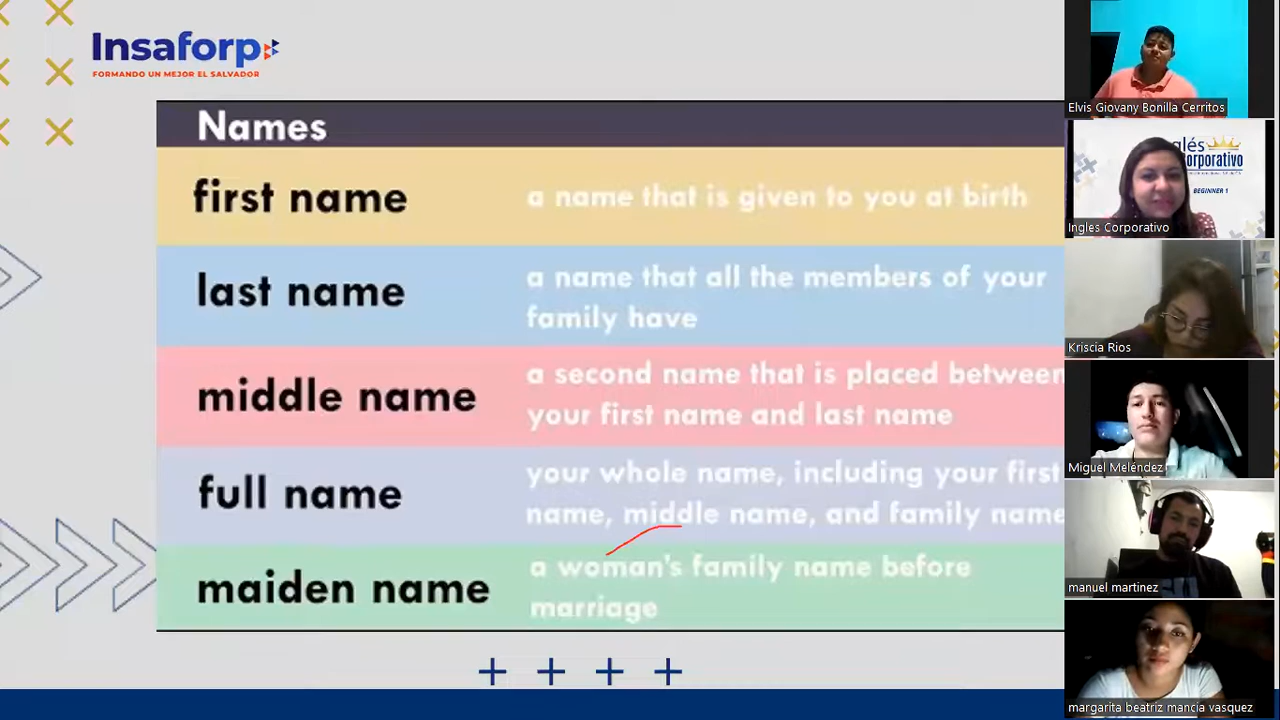 Insaforp
FORMANDO UN MEJOR EL SALVADOR
Names
first name
a name that is given to you at birth
last name
a name that all the members of your
family have
middle name
a second name that is placed between
your first name and last name
full name
your whole name, including your first
name, middle name, and family name
maiden name
a woman's family name before
marriage
Elvis Giovany Bonilla Cerritos
glés
Corporativo
BEGINNER 1
Ingles Corporativo
Kriscia Rios
Miguel Meléndez
manuel martinez
margarita beatriz mancia vasquez